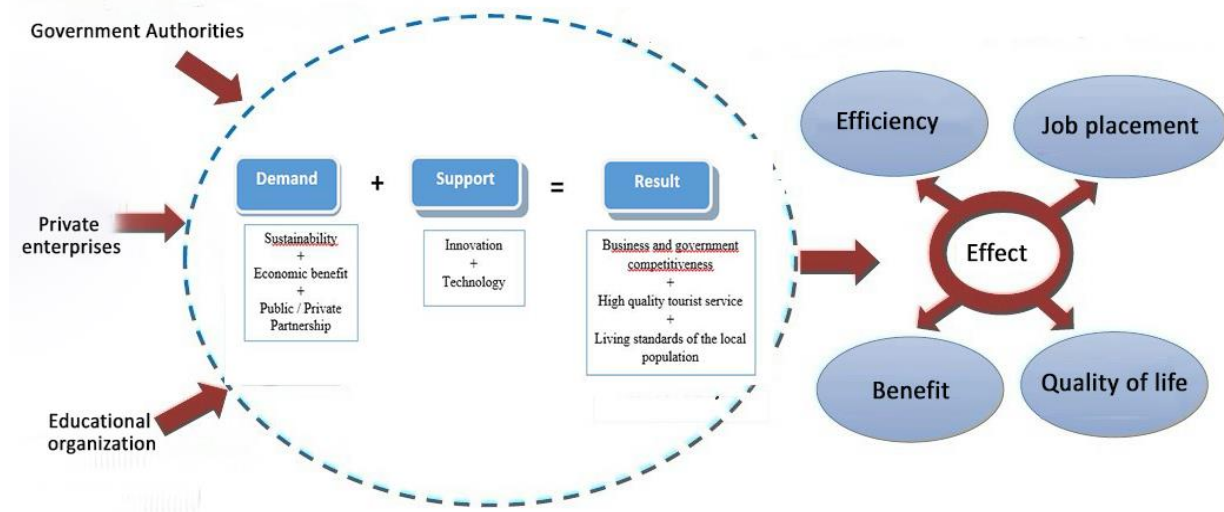 Government Authorities
Private
enterprises
Educational
organization
Demand
+
Support
=
Result
Sustainability
+
Economic benefit
+
Public / Private
Partnership
Innovation
+
Technology
Business and government
competitiveness
+
High quality tourist service
+
Living standards of the local
population
Efficiency
Job placement
Effect
Benefit
Quality of life